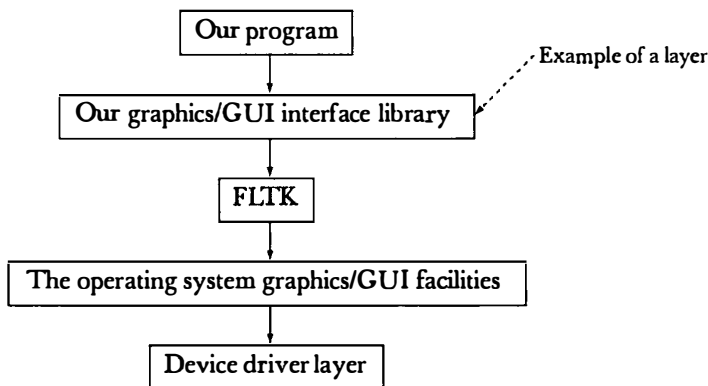 Our program
Example of a layer
Our graphics/GUI interface library
FLTK
The operating system graphics/GUI facilities
Device driver layer